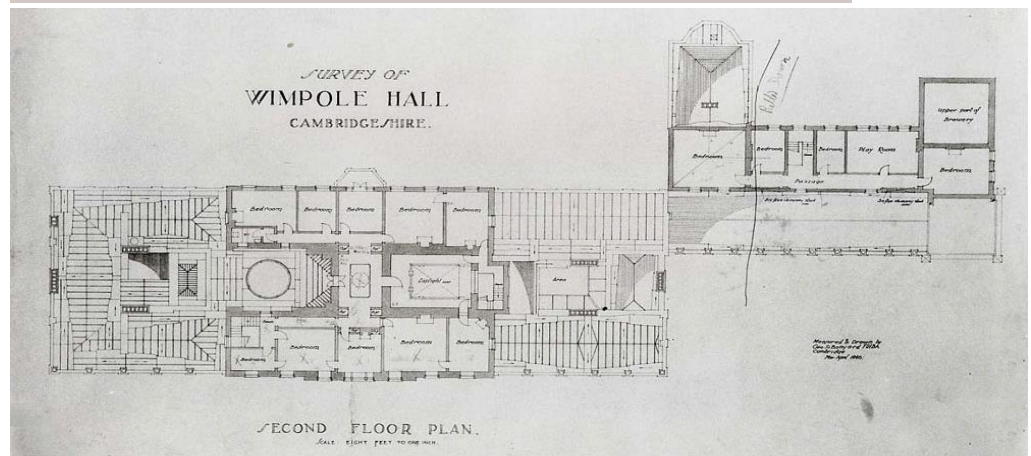 SURVEY OF
WIMPOLE HALL
CAMBRIDGESHIRE.
Pulled Down
Upper part of
Brewery
Bedroom
Bedroom
Bedroom
Play Room
Bedroom
Passage
Bedroom
Bedroom
Bedroom
Bedroom
Bedroom
Area
Bedroom
Bedroom
Bedroom
Bedroom
Bedroom
Measured & Drawn by
Cambridge
SECOND FLOOR PLAN.
SCALE EIGHT FEET TO ONE INCH.